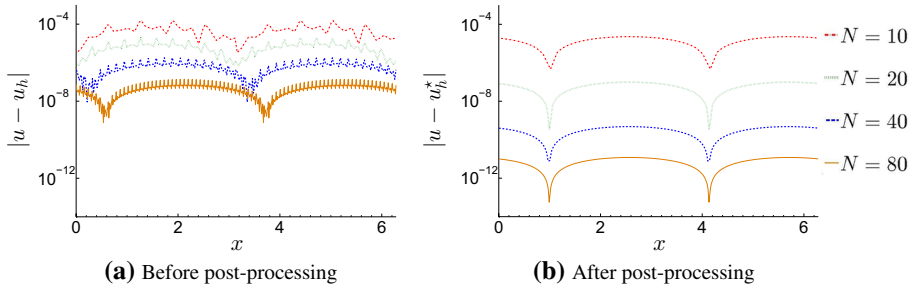 10⁻⁴
10⁻⁸
10⁻¹²
|u − u_h|
0 2 4 6
x
(a) Before post-processing
10⁻⁴
10⁻⁸
10⁻¹²
|u − u_h^⋆|
0 2 4 6
x
(b) After post-processing
N = 10
N = 20
N = 40
N = 80